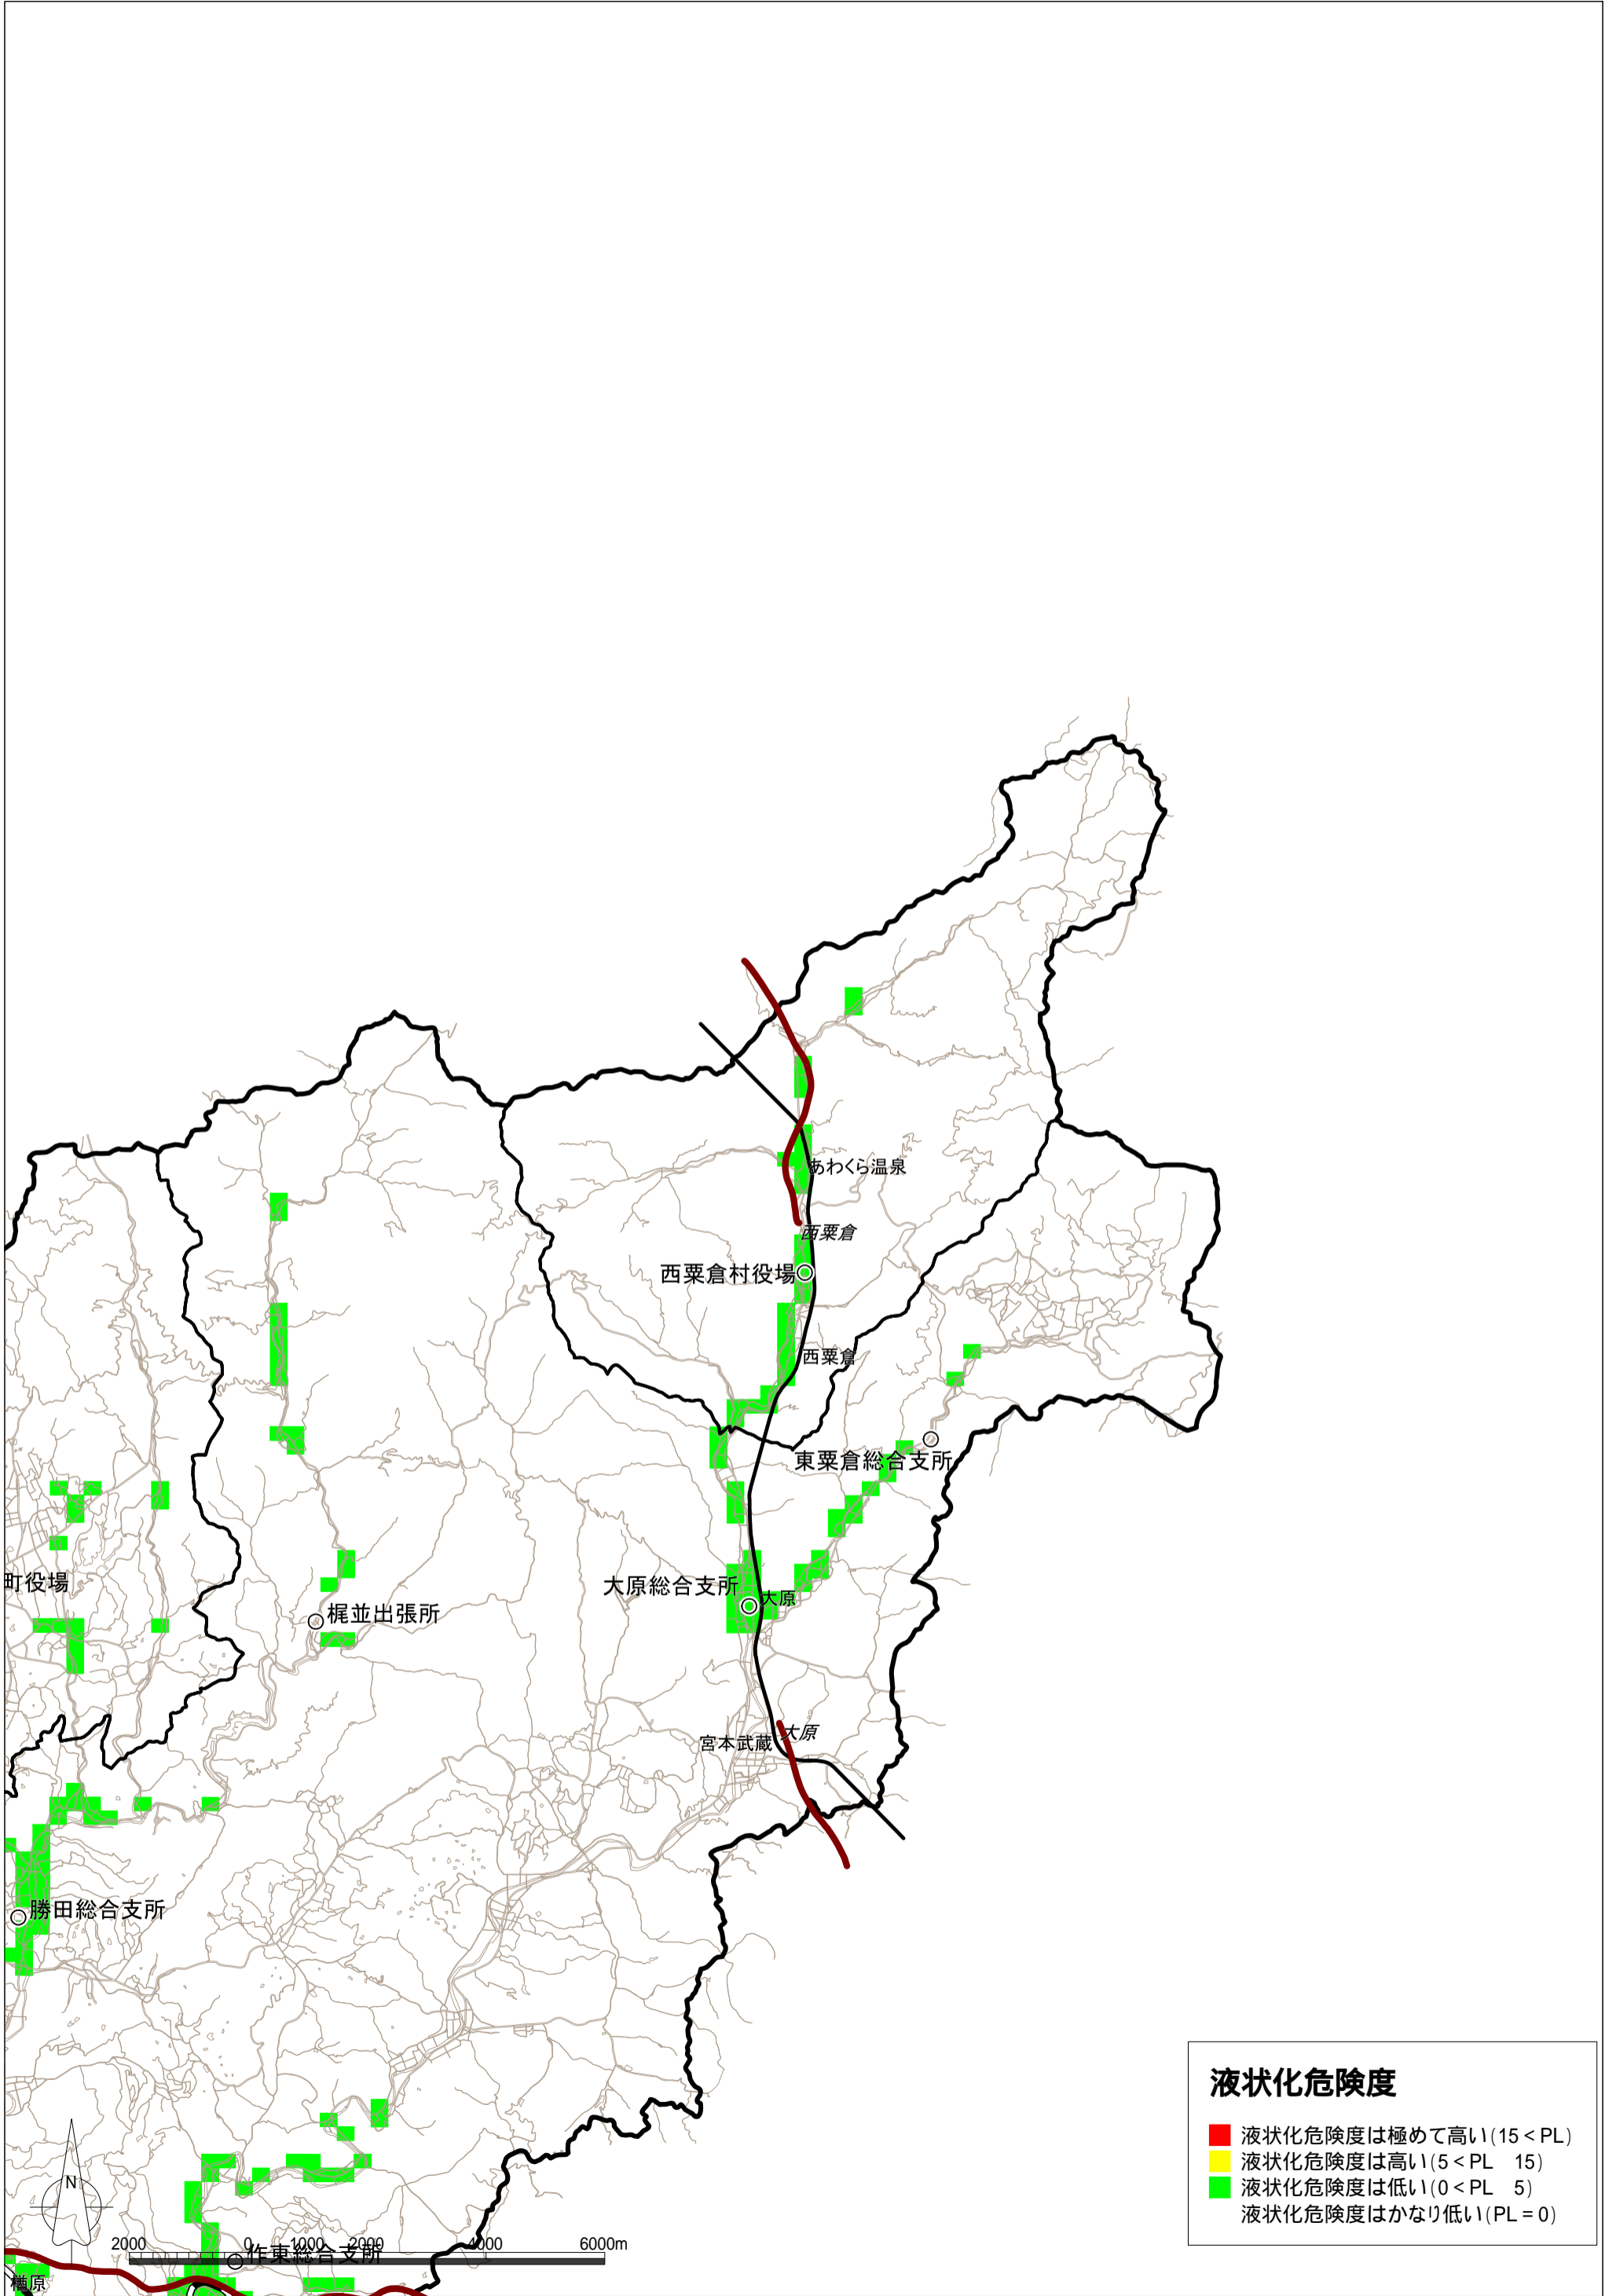 あわくら温泉
西粟倉
西粟倉村役場
西粟倉
東粟倉総合支所
町役場
大原総合支所
大原
梶並出張所
大原
宮本武蔵
勝田総合支所
液状化危険度
液状化危険度は極めて高い(15<PL)
液状化危険度は高い(5<PL 15)
液状化危険度は低い(0<PL 5)
液状化危険度はかなり低い(PL=0)
N
2000 0 1000 2000 4000 6000m
作東総合支所
楢原